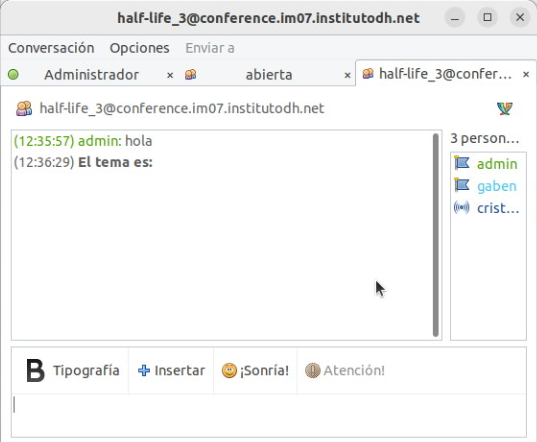 half-life_3@conference.im07.institutodh.net
Conversación Opciones Enviar a
Administrador × abierta × half-life_3@confer... ×
half-life_3@conference.im07.institutodh.net
(12:35:57) admin: hola
(12:36:29) El tema es:
3 person...
admin
gaben
crist...
B Tipografía Insertar ¡Sonría! Atención!